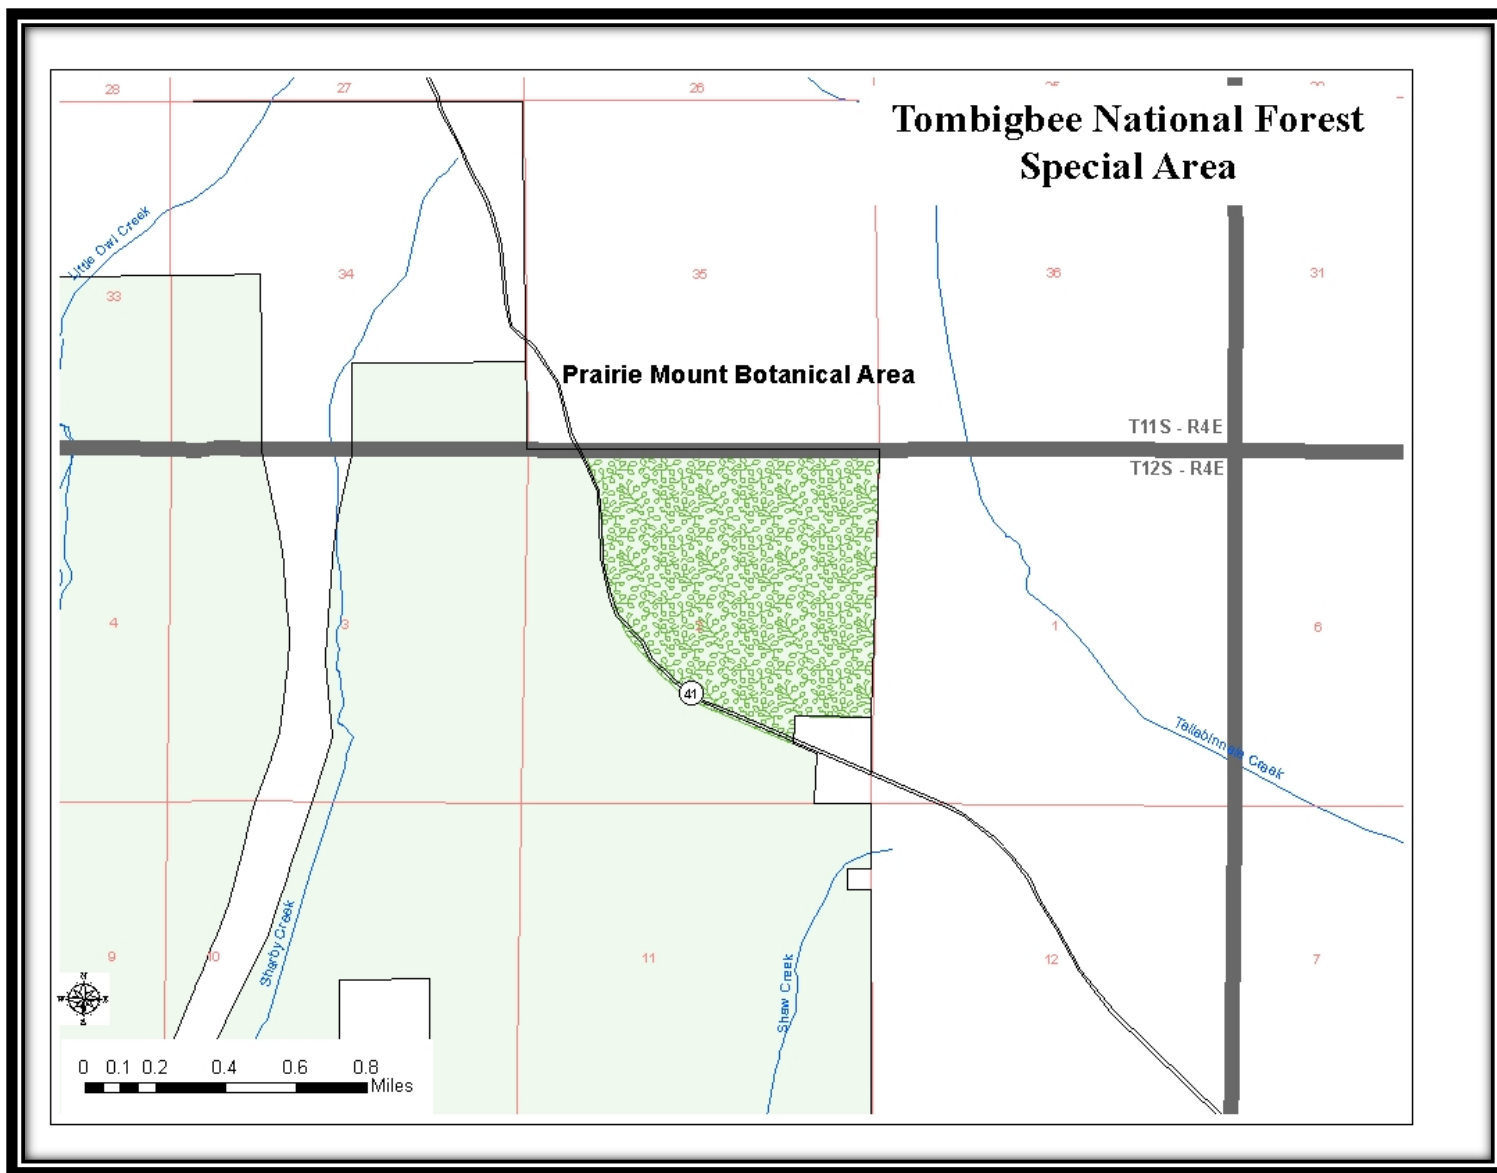 28
27
26
Tombigbee National Forest
Special Area
Little Owl Creek
33
34
35
36
31
Prairie Mount Botanical Area
T11S - R4E
T12S - R4E
4
3
1
6
41
Creek
9
10
Sharby Creek
11
Shaw Creek
12
7
0 0.1 0.2 0.4 0.6 0.8
Miles